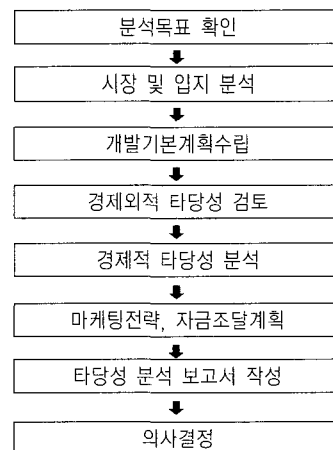 분석목표 확인
시장 및 입지 분석
개발기본계획수립
경제외적 타당성 검토
경제적 타당성 분석
마케팅전략, 자금조달계획
타당성 분석 보고서 작성
의사결정